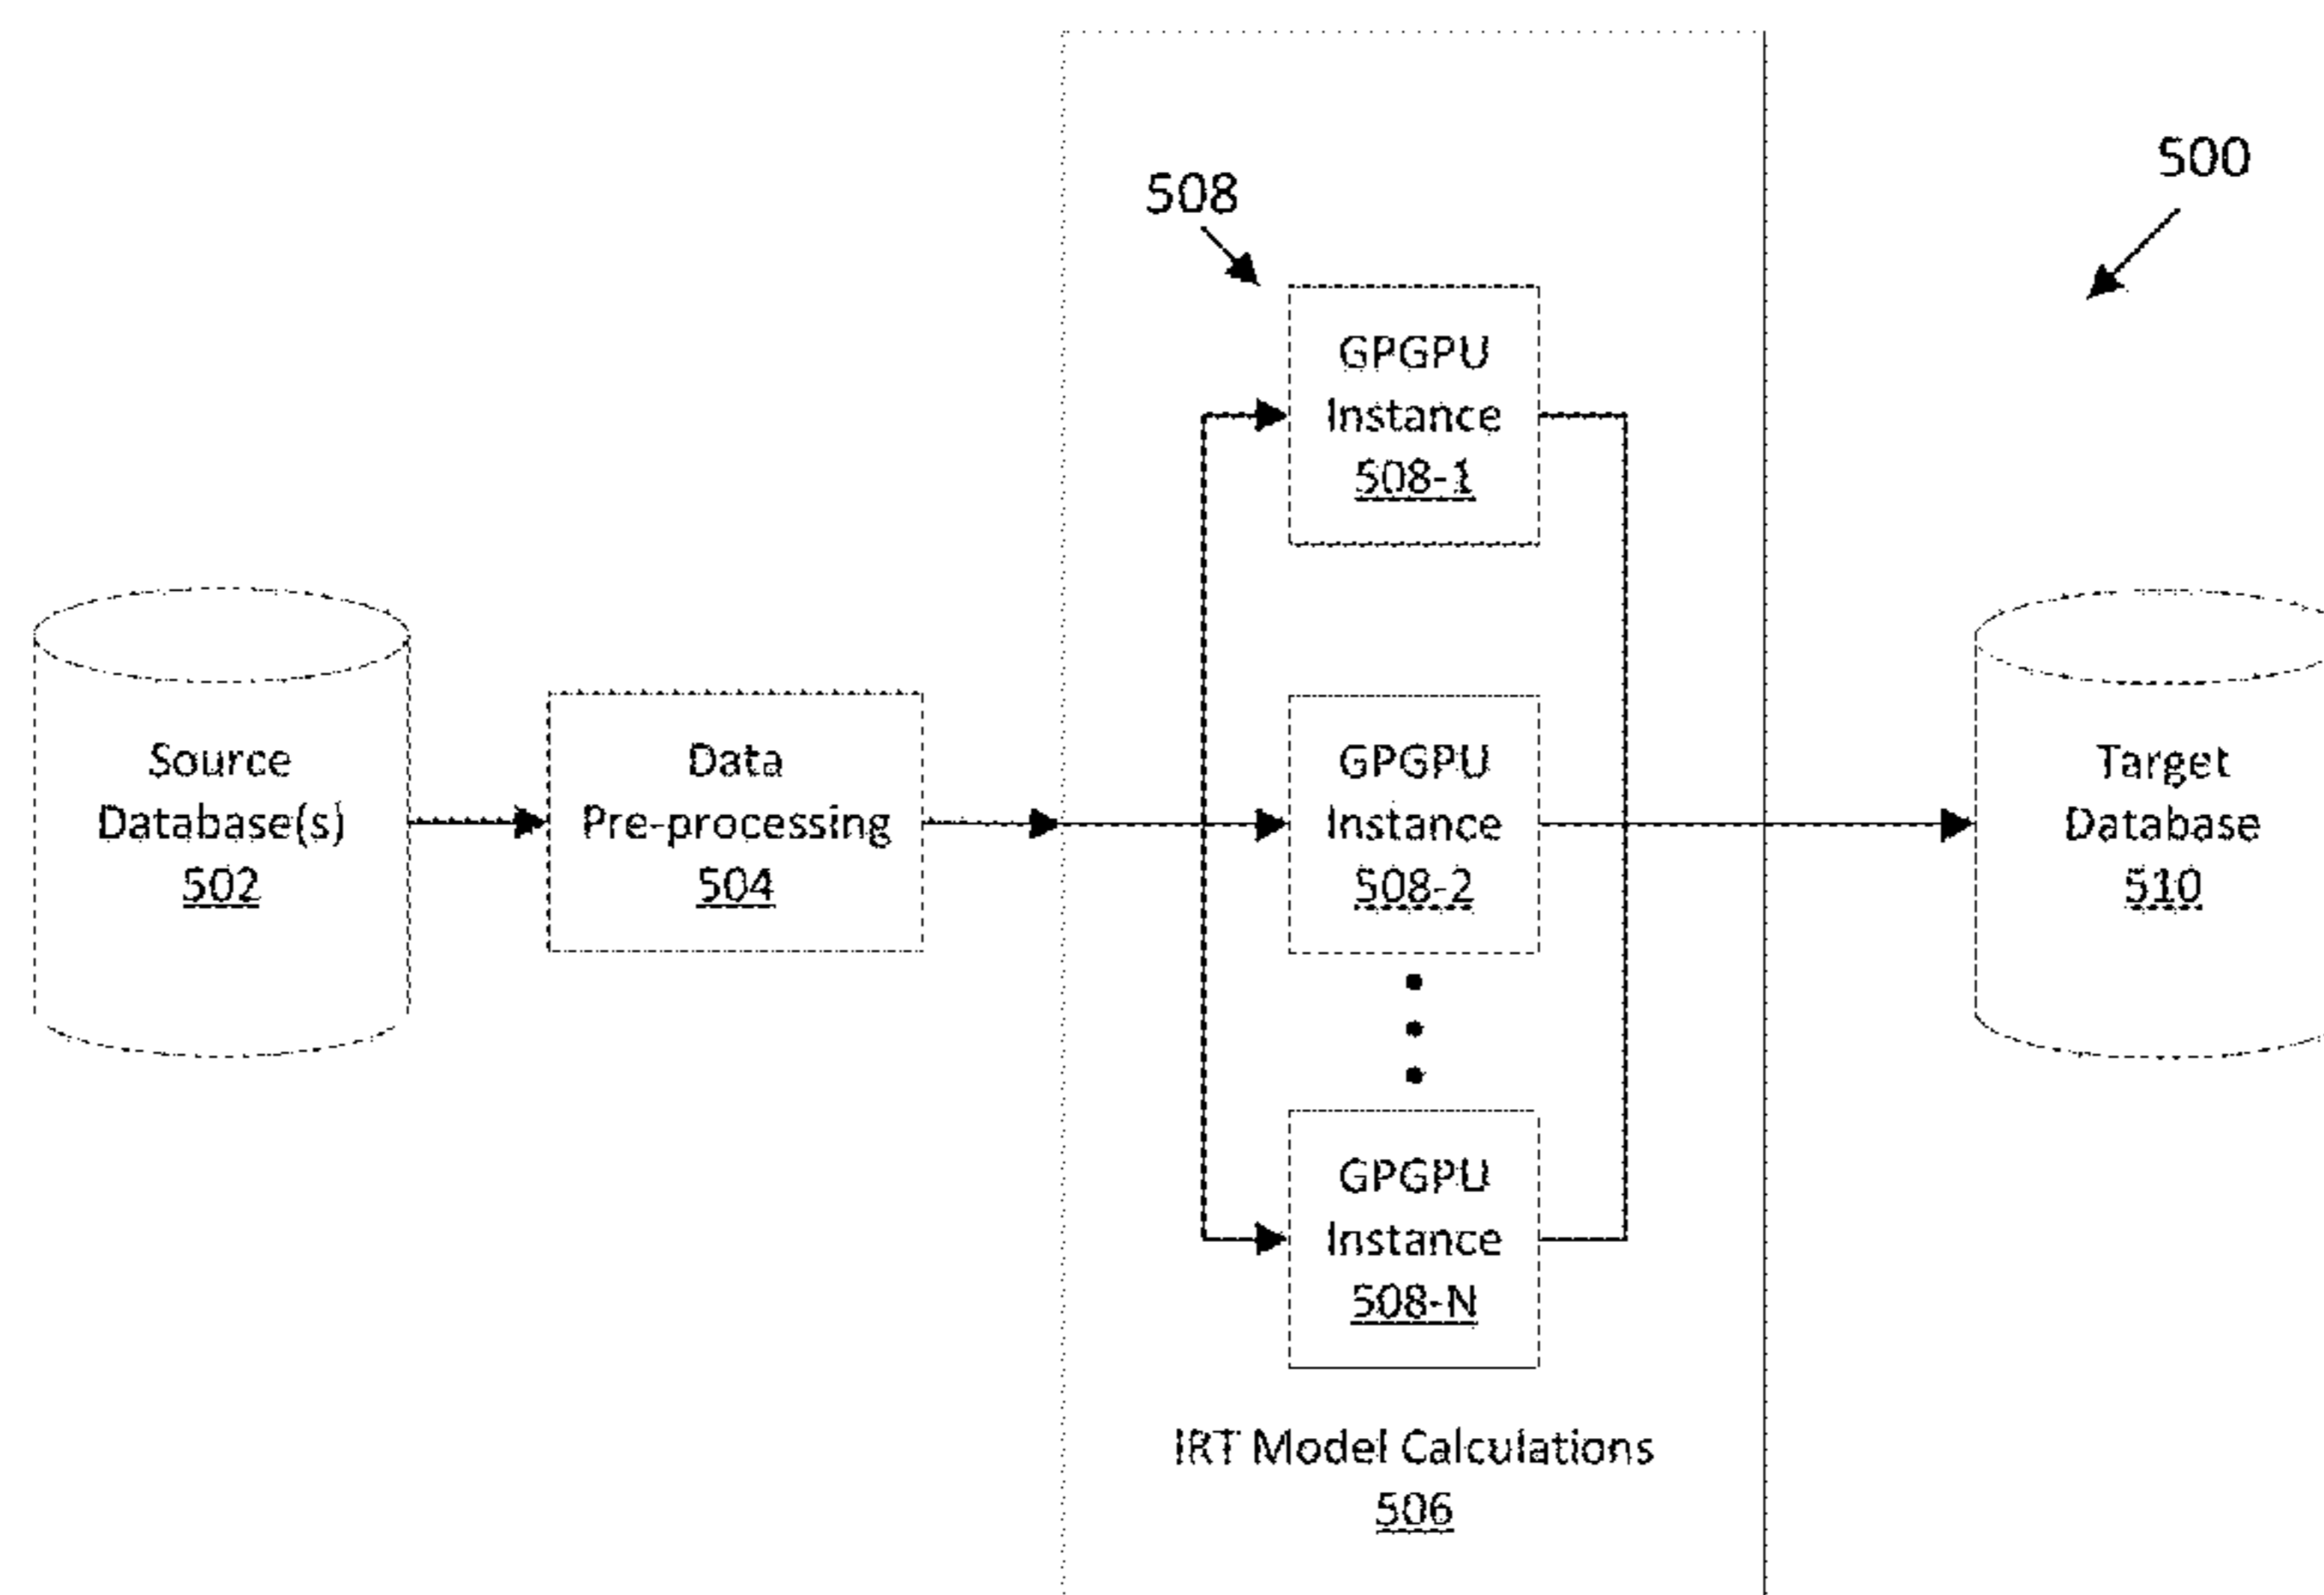 500
508
GPGPU
Instance
508-1
Source
Database(s)
502
Data
Pre-processing
504
GPGPU
Instance
508-2
Target
Database
510
GPGPU
Instance
508-N
IRT Model Calculations
506